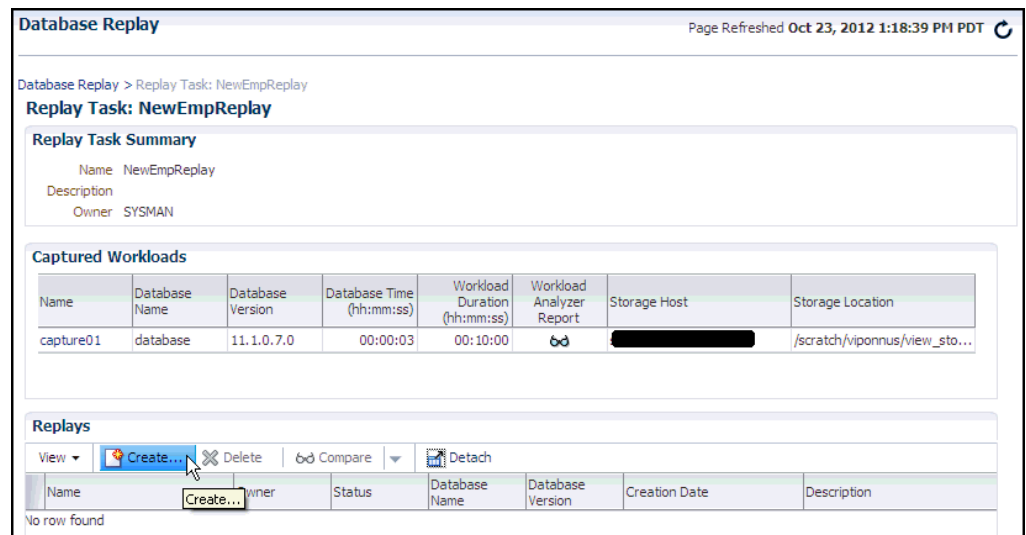 Database Replay
Page Refreshed Oct 23, 2012 1:18:39 PM PDT
Database Replay > Replay Task: NewEmpReplay
Replay Task: NewEmpReplay
Replay Task Summary
Name NewEmpReplay
Description
Owner SYSMAN
Captured Workloads
Name Database Name Database Version Database Time (hh:mm:ss) Workload Duration (hh:mm:ss) Workload Analyzer Report Storage Host Storage Location
capture01 database 11.1.0.7.0 00:00:03 00:10:00 /scratch/viponnus/view_sto...
Replays
View Create... Delete Compare Detach
Name Status Database Name Database Version Creation Date Description
Create...
No row found